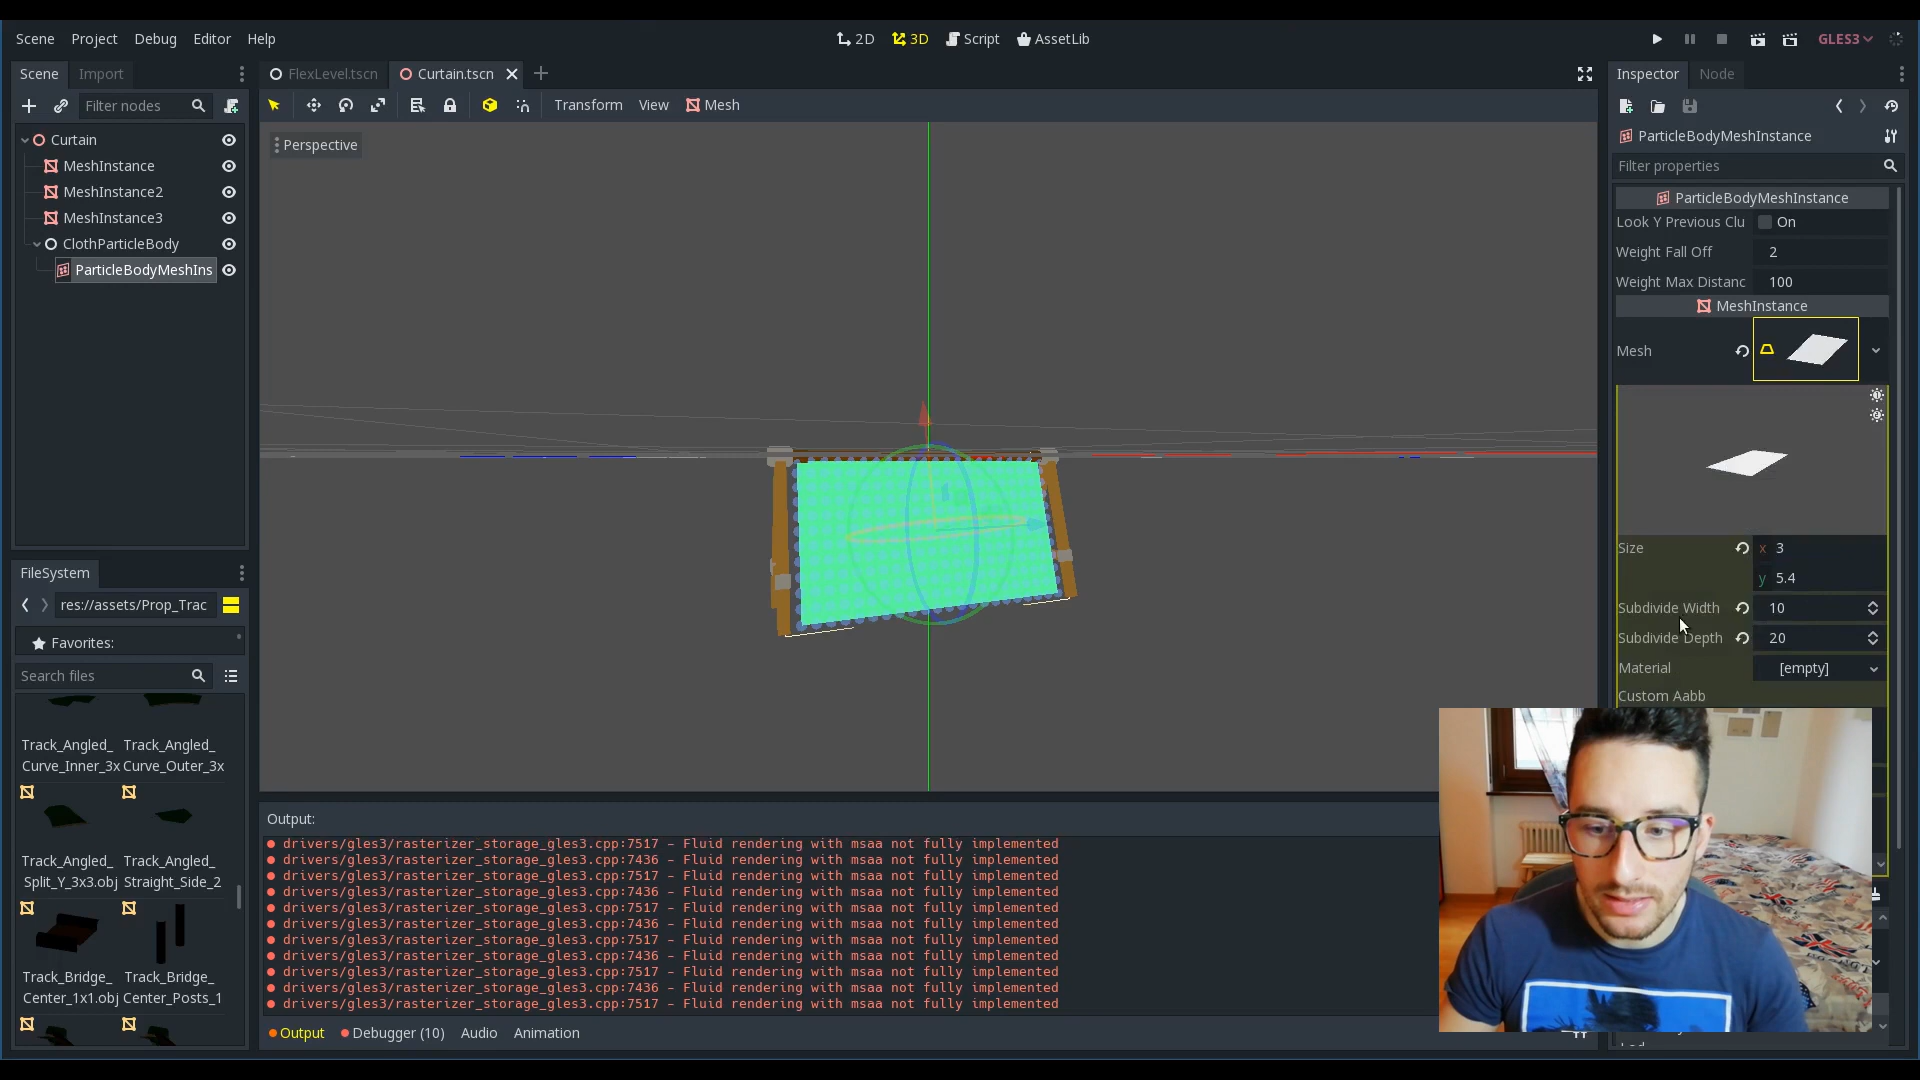 Scene Project Debug Editor Help
2D 3D Script AssetLib
GLES3
Scene Import
Filter nodes
Curtain
MeshInstance
MeshInstance2
MeshInstance3
ClothParticleBody
ParticleBodyMeshIns
FileSystem
res://assets/Prop_Trac
Favorites:
Search files
Track_Angled_
Curve_Inner_3x
Track_Angled_
Curve_Outer_3x
Track_Angled_
Split_Y_3x3.obj
Track_Angled_
Straight_Side_2
Track_Bridge_
Center_1x1.obj
Track_Bridge_
Center_Posts_1
FlexLevel.tscn Curtain.tscn
Transform View Mesh
Perspective
Output:
drivers/gles3/rasterizer_storage_gles3.cpp:7517 - Fluid rendering with msaa not fully implemented
drivers/gles3/rasterizer_storage_gles3.cpp:7436 - Fluid rendering with msaa not fully implemented
drivers/gles3/rasterizer_storage_gles3.cpp:7517 - Fluid rendering with msaa not fully implemented
drivers/gles3/rasterizer_storage_gles3.cpp:7436 - Fluid rendering with msaa not fully implemented
drivers/gles3/rasterizer_storage_gles3.cpp:7517 - Fluid rendering with msaa not fully implemented
drivers/gles3/rasterizer_storage_gles3.cpp:7436 - Fluid rendering with msaa not fully implemented
drivers/gles3/rasterizer_storage_gles3.cpp:7517 - Fluid rendering with msaa not fully implemented
drivers/gles3/rasterizer_storage_gles3.cpp:7436 - Fluid rendering with msaa not fully implemented
drivers/gles3/rasterizer_storage_gles3.cpp:7517 - Fluid rendering with msaa not fully implemented
drivers/gles3/rasterizer_storage_gles3.cpp:7436 - Fluid rendering with msaa not fully implemented
drivers/gles3/rasterizer_storage_gles3.cpp:7517 - Fluid rendering with msaa not fully implemented
Output Debugger (10) Audio Animation
Inspector Node
ParticleBodyMeshInstance
Filter properties
ParticleBodyMeshInstance
Look Y Previous Clu On
Weight Fall Off 2
Weight Max Distanc 100
MeshInstance
Mesh
Size x 3
y 5.4
Subdivide Width 10
Subdivide Depth 20
Material [empty]
Custom Aabb